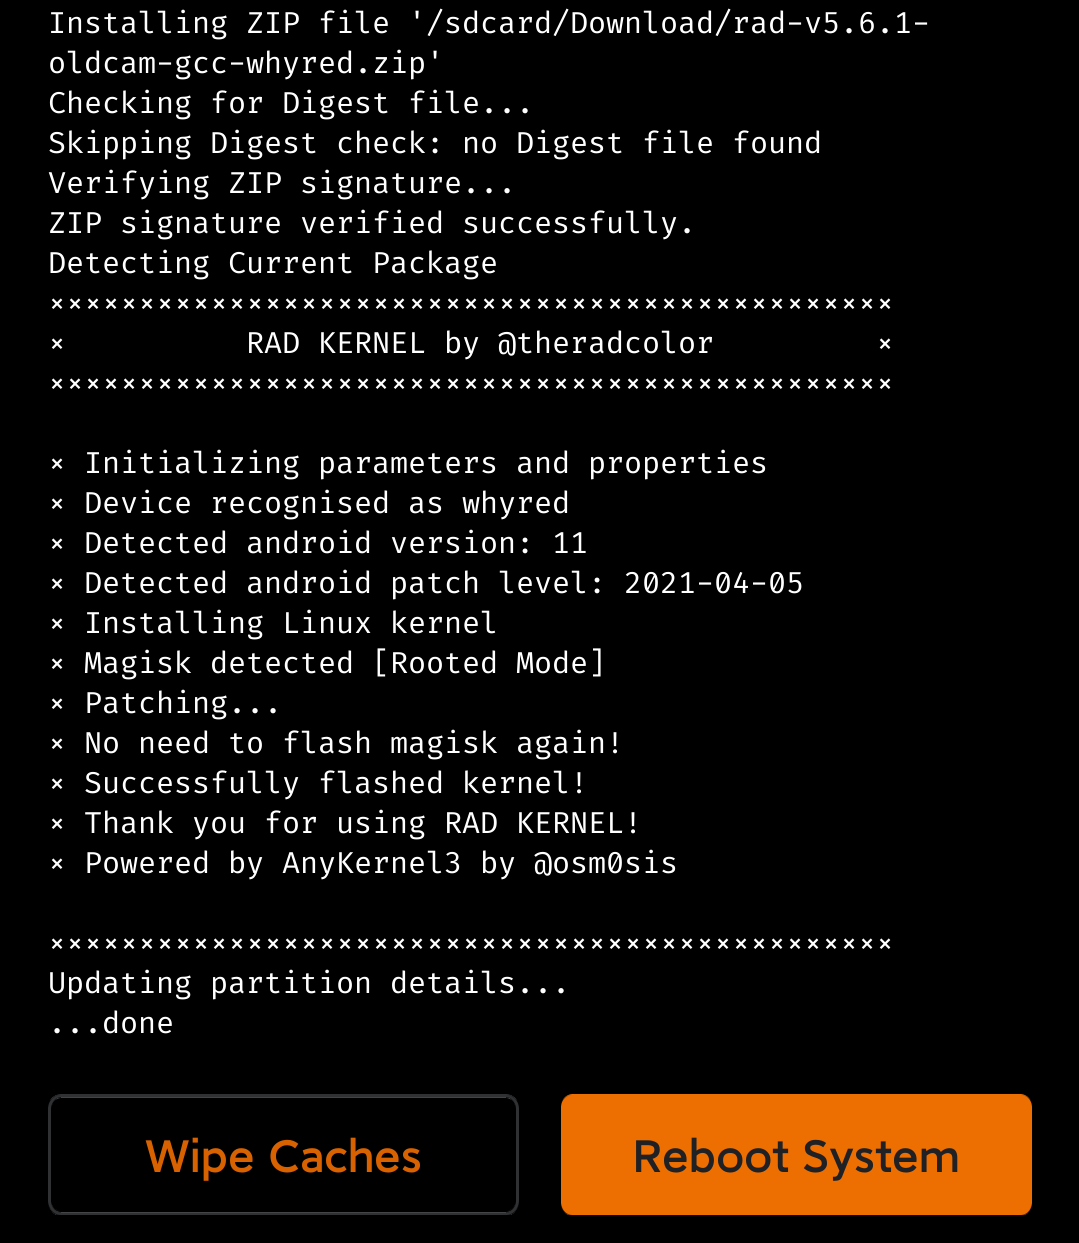 Installing ZIP file '/sdcard/Download/rad-v5.6.1-
oldcam-gcc-whyred.zip'
Checking for Digest file...
Skipping Digest check: no Digest file found
Verifying ZIP signature...
ZIP signature verified successfully.
Detecting Current Package
×××××××××××××××××××××××××××××××××××××××××××××××
×          RAD KERNEL by @theradcolor         ×
×××××××××××××××××××××××××××××××××××××××××××××××
× Initializing parameters and properties
× Device recognised as whyred
× Detected android version: 11
× Detected android patch level: 2021-04-05
× Installing Linux kernel
× Magisk detected [Rooted Mode]
× Patching...
× No need to flash magisk again!
× Successfully flashed kernel!
× Thank you for using RAD KERNEL!
× Powered by AnyKernel3 by @osm0sis
×××××××××××××××××××××××××××××××××××××××××××××××
Updating partition details...
...done
Wipe Caches
Reboot System